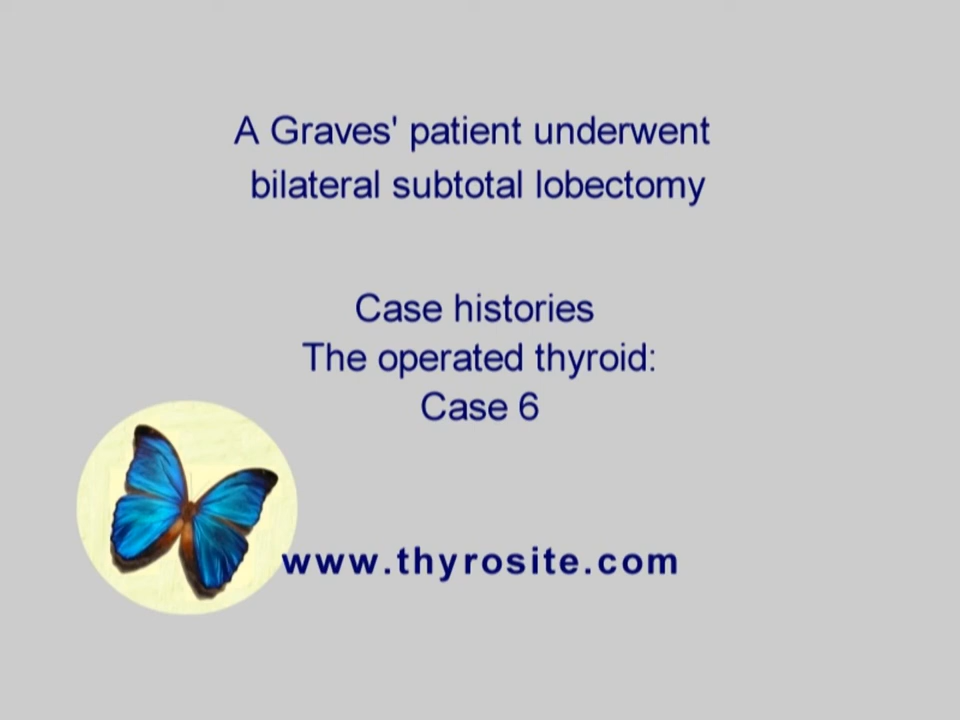 A Graves' patient underwent
bilateral subtotal lobectomy
Case histories
The operated thyroid:
Case 6
www.thyrosite.com